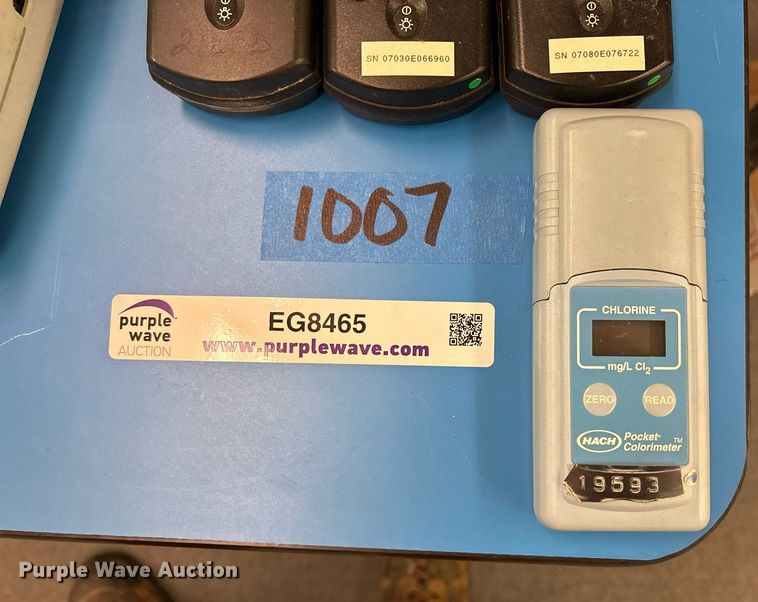 SN 07030E066960
SN 07080E076722
1007
purple
wave
AUCTION
EG8465
www.purplewave.com
CHLORINE
mg/L Cl2
ZERO READ
HACH Pocket® Colorimeter ™
19593
Purple Wave Auction